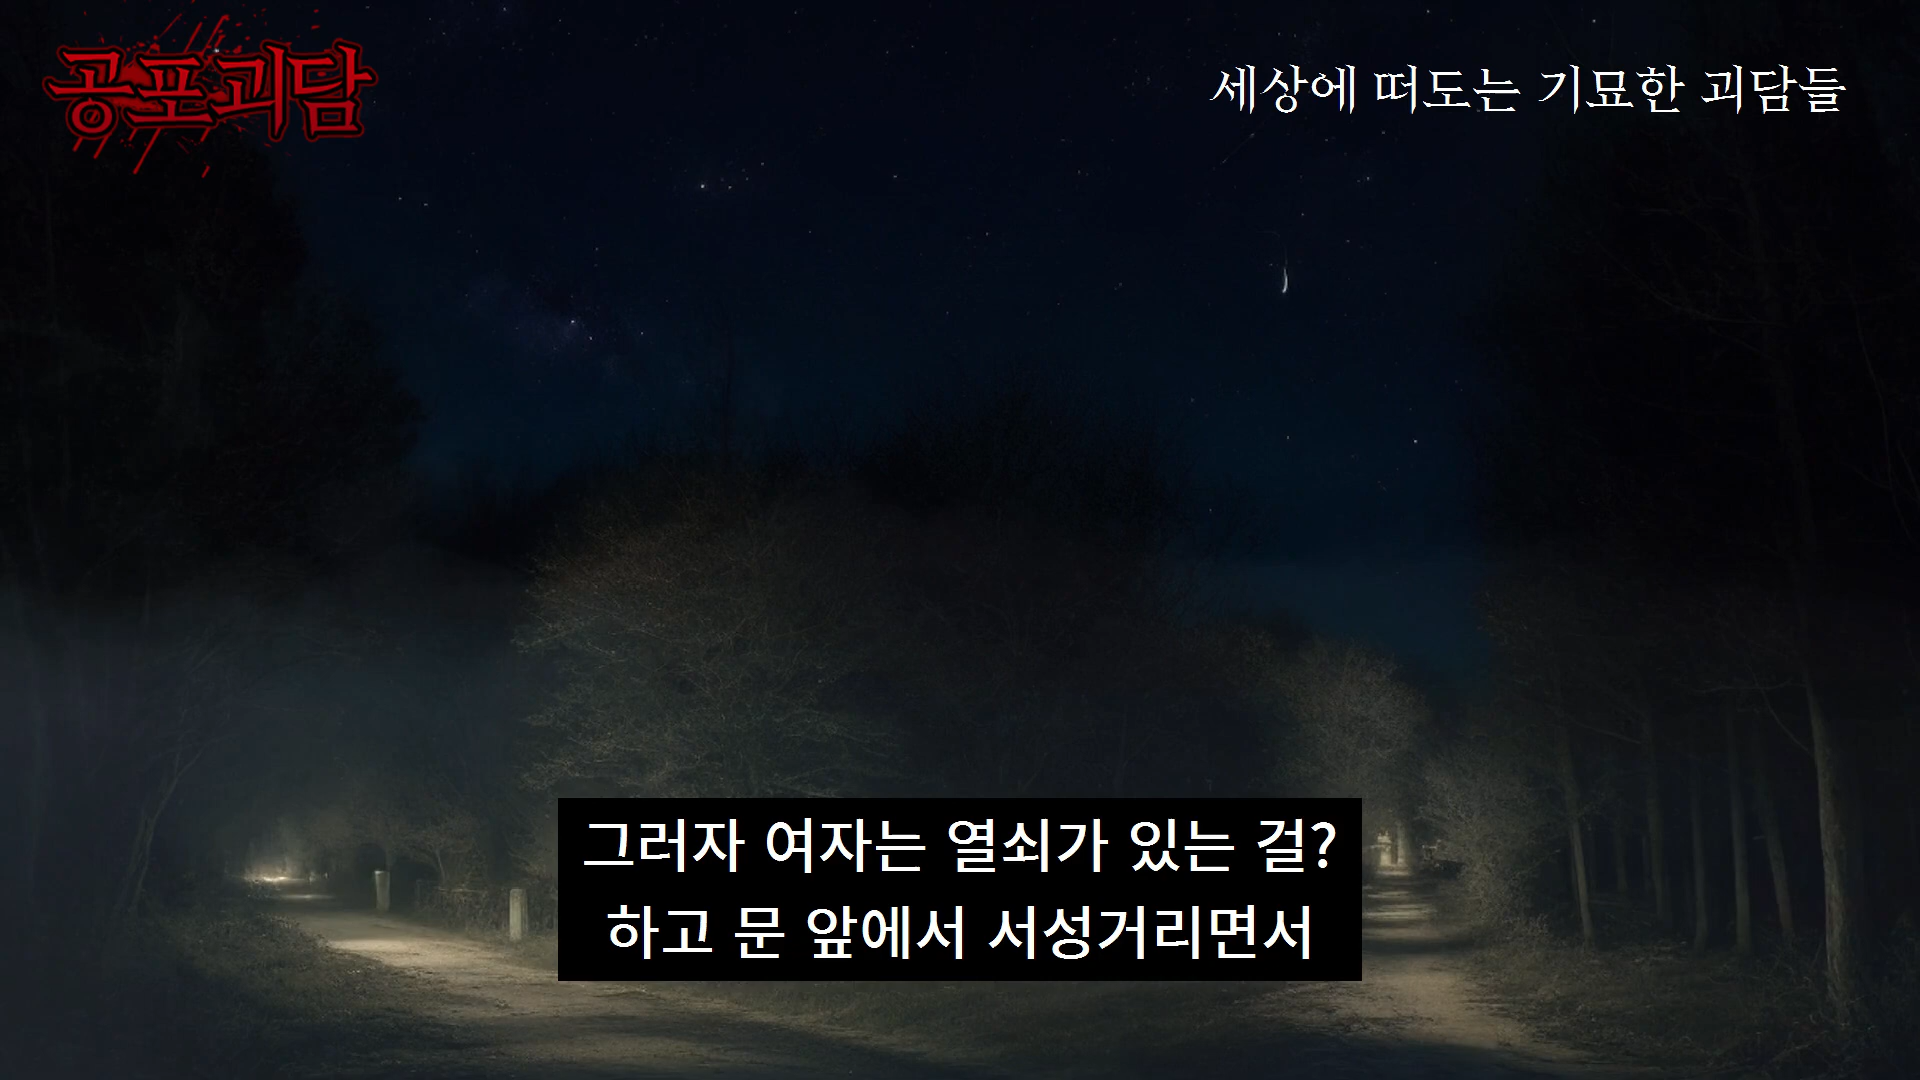 공포괴담
세상에 떠도는 기묘한 괴담들
그러자 여자는 열쇠가 있는 걸?
하고 문 앞에서 서성거리면서